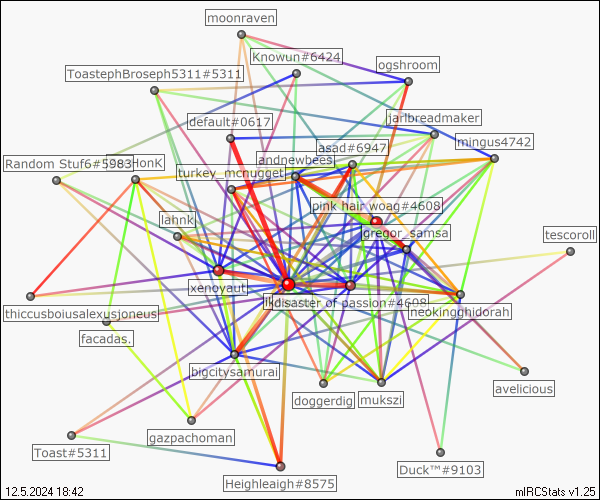 moonraven
Knowun#6424
ogshroom
ToastephBroseph5311#5311
jarlbreadmaker
default#0617
mingus4742
asad#6947
andnewbees
Random Stuf6#5983
HonK
turkey_mcnugget
pink hair woag#4608
lahnk
gregor_samsa
tescoroll
xenoyaut
disaster of passion#4608
thiccusboiusalexusjoneus
neokingghidorah
facadas.
bigcitysamurai
avelicious
doggerdig
mukszi
gazpachoman
Toast#5311
Duck™#9103
Heighleaigh#8575
12.5.2024 18:42
mIRCStats v1.25